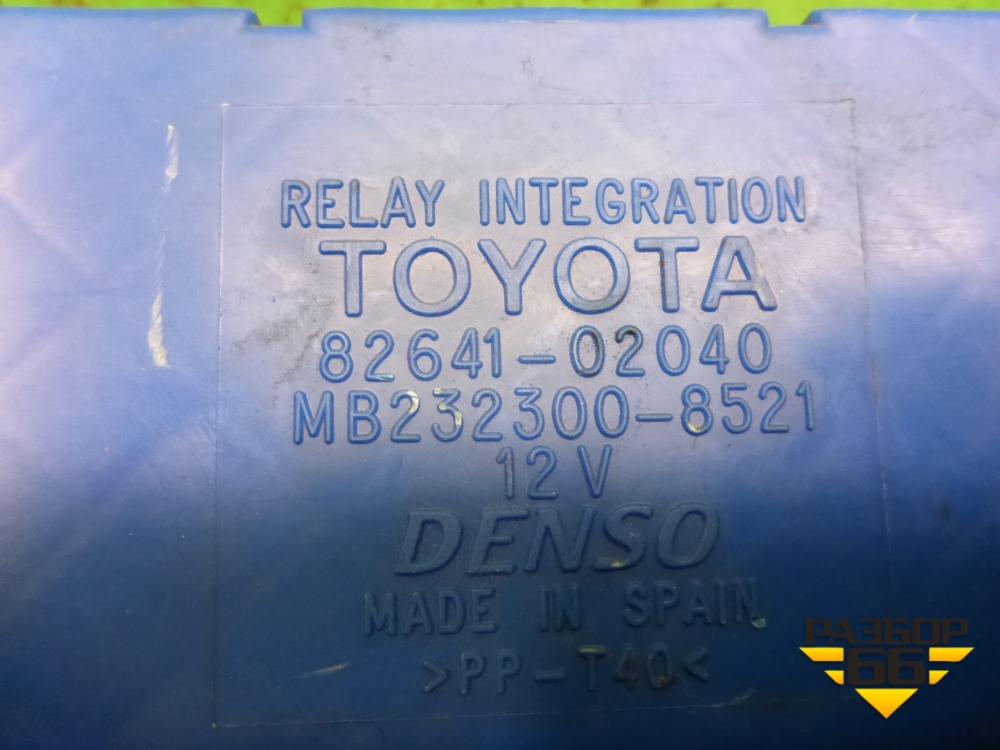 RELAY INTEGRATION
TOYOTA
82641-02040
MB232300-8521
12V
DENSO
MADE IN SPAIN
>PP-T40<
РАЗБОР
66